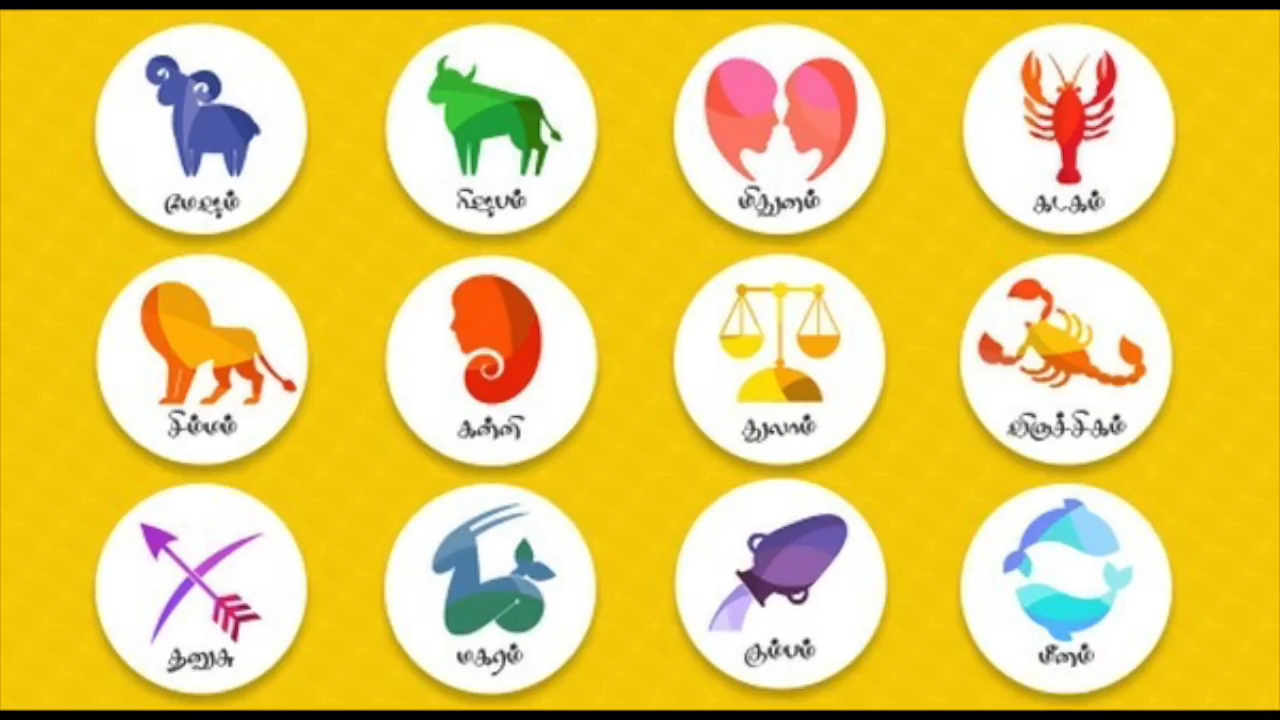 மேஷம்
ரிஷபம்
மிதுனம்
கடகம்
சிம்மம்
கன்னி
துலாம்
விருச்சிகம்
தனுசு
மகரம்
கும்பம்
மீனம்